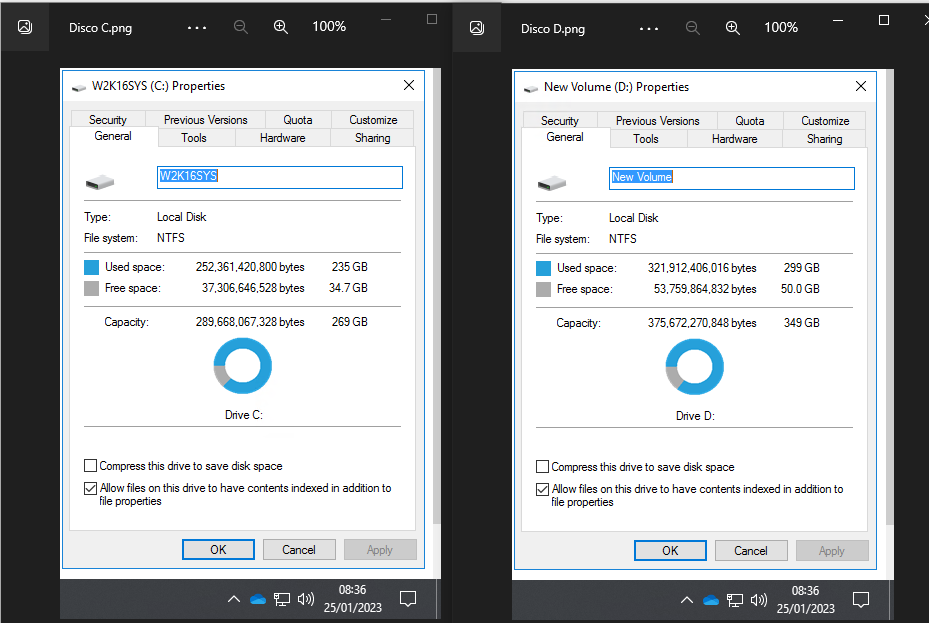 Disco C.png ... 100%
W2K16SYS (C:) Properties
Security Previous Versions Quota Customize
General Tools Hardware Sharing
W2K16SYS
Type: Local Disk
File system: NTFS
Used space: 252,361,420,800 bytes 235 GB
Free space: 37,306,646,528 bytes 34.7 GB
Capacity: 289,668,067,328 bytes 269 GB
Drive C:
Compress this drive to save disk space
Allow files on this drive to have contents indexed in addition to
file properties
OK Cancel Apply
08:36
25/01/2023
Disco D.png ... 100%
New Volume (D:) Properties
Security Previous Versions Quota Customize
General Tools Hardware Sharing
New Volume
Type: Local Disk
File system: NTFS
Used space: 321,912,406,016 bytes 299 GB
Free space: 53,759,864,832 bytes 50.0 GB
Capacity: 375,672,270,848 bytes 349 GB
Drive D:
Compress this drive to save disk space
Allow files on this drive to have contents indexed in addition to
file properties
OK Cancel Apply
08:36
25/01/2023